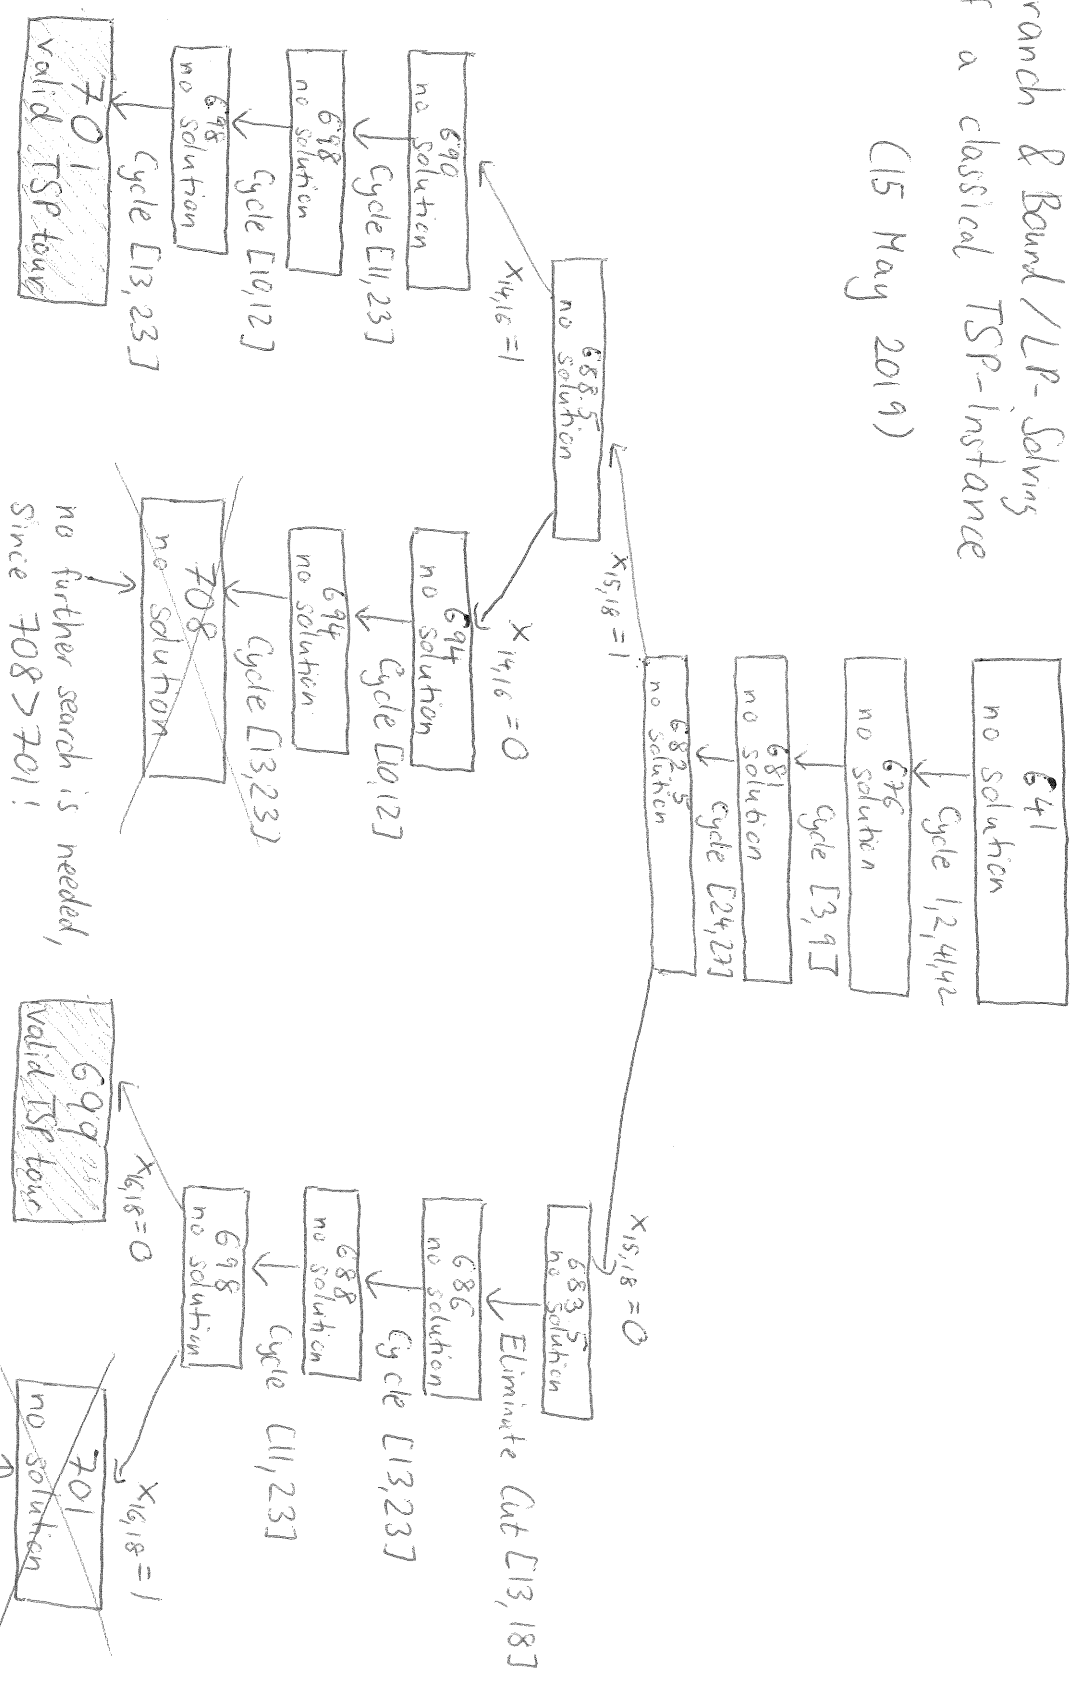 & Bound/LP-Solving
a classical TSP-Instance
(15 May 2019)
641
no solution
Cycle 1,2,41,42
676
no solution
Cycle [3,9]
681
no solution
Cycle [24,27]
682.5
no solution
x15,18=1
x15,18=0
688.5
no solution
x14,16=1
x14,16=0
690
no solution
Cycle [11,23]
698
no solution
Cycle [10,12]
698
no solution
Cycle [13,23]
701
valid TSP tour
694
no solution
Cycle [10,12]
694
no solution
Cycle [13,23]
708
no solution
no further search is needed,
since 708>701!
683.5
no solution
Eliminate Cut [13,18]
686
no solution
Cycle [13,23]
688
no solution
Cycle [11,23]
698
no solution
x16,18=0
x16,18=1
699
valid TSP tour
701
no solution